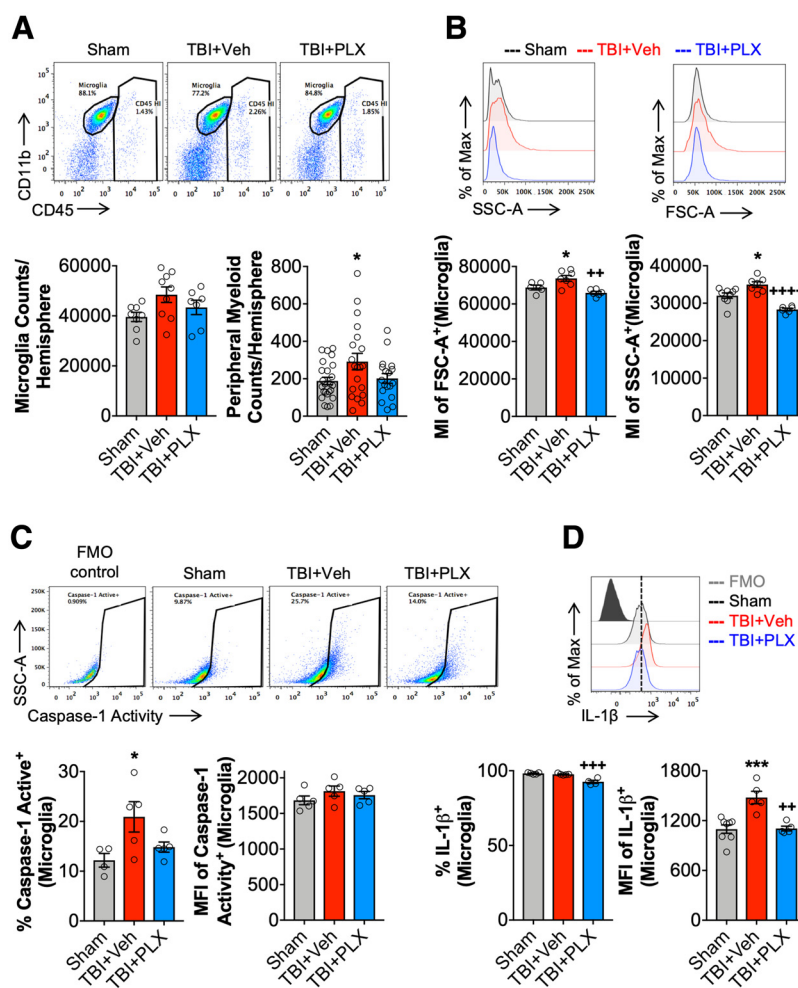 A
Sham
TBI+Veh
TBI+PLX
Microglia
88.1%
CD45 HI
1.43%
Microglia
77.2%
CD45 HI
2.26%
Microglia
84.8%
CD45 HI
1.85%
CD11b
CD45
B
Sham
TBI+Veh
TBI+PLX
% of Max
SSC-A
0
50K
100K
150K
200K
250K
% of Max
FSC-A
0
50K
100K
150K
200K
250K
Microglia Counts/
Hemisphere
60000
40000
20000
0
Sham
TBI+Veh
TBI+PLX
Peripheral Myeloid
Counts/Hemisphere
800
600
400
200
0
*
Sham
TBI+Veh
TBI+PLX
MI of FSC-A+(Microglia)
80000
60000
40000
20000
0
*
++
Sham
TBI+Veh
TBI+PLX
MI of SSC-A+(Microglia)
40000
30000
20000
10000
0
*
Sham
TBI+Veh
TBI+PLX
C
FMO
control
Sham
TBI+Veh
TBI+PLX
Caspase-1 Active+
0.909%
Caspase-1 Active+
9.87%
Caspase-1 Active+
25.7%
Caspase-1 Active+
14.0%
250K
200K
150K
100K
50K
0
SSC-A
Caspase-1 Activity
D
FMO
Sham
TBI+Veh
TBI+PLX
% of Max
IL-1β
% Caspase-1 Active+
(Microglia)
30
20
10
0
*
Sham
TBI+Veh
TBI+PLX
MFI of Caspase-1
Activity+ (Microglia)
2000
1500
1000
500
0
Sham
TBI+Veh
TBI+PLX
% IL-1β+
(Microglia)
100
50
0
+++
Sham
TBI+Veh
TBI+PLX
MFI of IL-1β+
(Microglia)
1800
1200
600
0
***
++
Sham
TBI+Veh
TBI+PLX